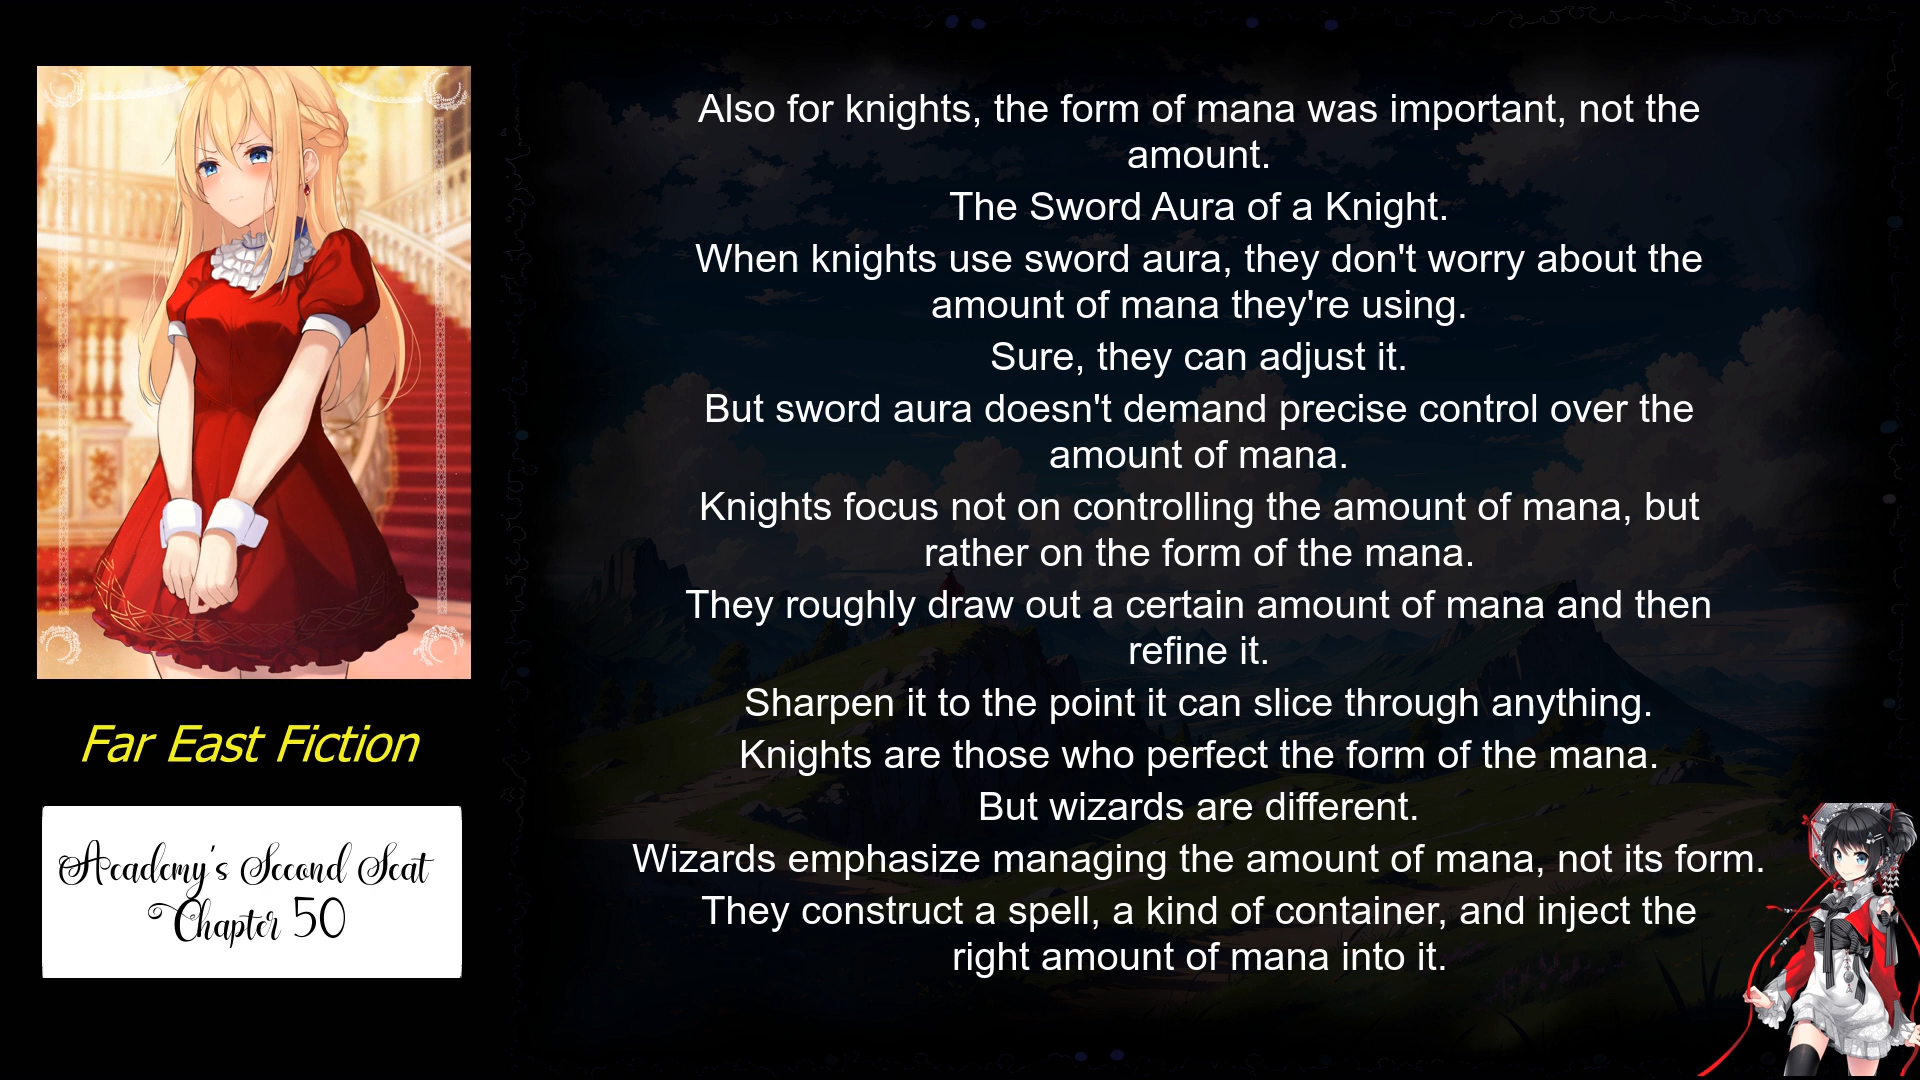 Also for knights, the form of mana was important, not the
amount.
The Sword Aura of a Knight.
When knights use sword aura, they don't worry about the
amount of mana they're using.
Sure, they can adjust it.
But sword aura doesn't demand precise control over the
amount of mana.
Knights focus not on controlling the amount of mana, but
rather on the form of the mana.
They roughly draw out a certain amount of mana and then
refine it.
Sharpen it to the point it can slice through anything.
Knights are those who perfect the form of the mana.
But wizards are different.
Wizards emphasize managing the amount of mana, not its form.
They construct a spell, a kind of container, and inject the
right amount of mana into it.
Far East Fiction
Academy's Second Seat
Chapter 50